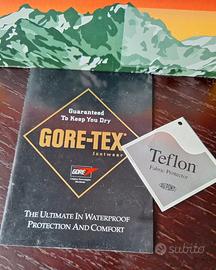 Guaranteed
To Keep You Dry
GORE-TEX
footwear
GORE
THE ULTIMATE IN WATERPROOF
PROTECTION AND COMFORT
Teflon
Fabric Protector
DUPONT
subito